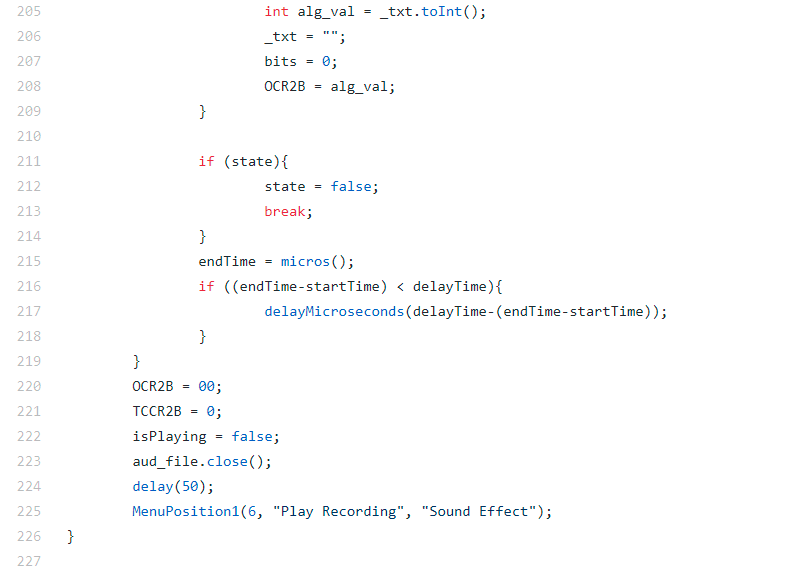 205 int alg_val = _txt.toInt();
206 _txt = "";
207 bits = 0;
208 OCR2B = alg_val;
209 }
210
211 if (state){
212 state = false;
213 break;
214 }
215 endTime = micros();
216 if ((endTime-startTime) < delayTime){
217 delayMicroseconds(delayTime-(endTime-startTime));
218 }
219 }
220 OCR2B = 00;
221 TCCR2B = 0;
222 isPlaying = false;
223 aud_file.close();
224 delay(50);
225 MenuPosition1(6, "Play Recording", "Sound Effect");
226 }
227